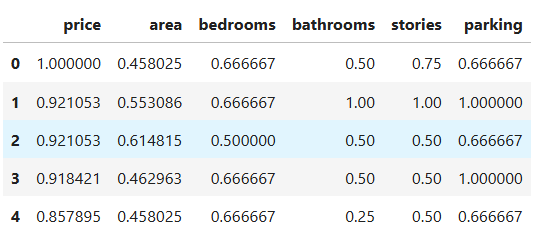 price area bedrooms bathrooms stories parking
0 1.000000 0.458025 0.666667 0.50 0.75 0.666667
1 0.921053 0.553086 0.666667 1.00 1.00 1.000000
2 0.921053 0.614815 0.500000 0.50 0.50 0.666667
3 0.918421 0.462963 0.666667 0.50 0.50 1.000000
4 0.857895 0.458025 0.666667 0.25 0.50 0.666667